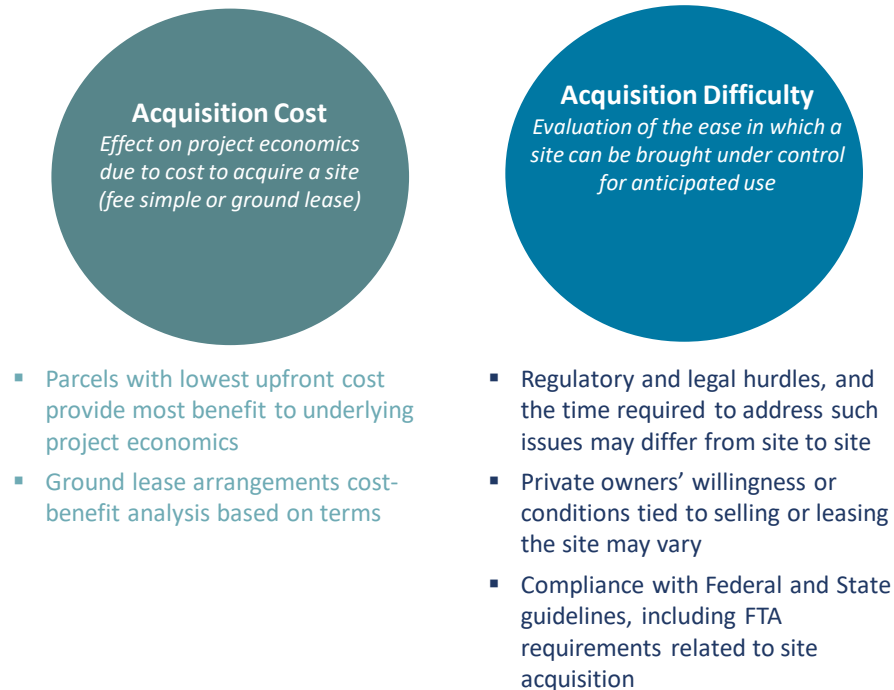 Acquisition Cost
Effect on project economics
due to cost to acquire a site
(fee simple or ground lease)
▪ Parcels with lowest upfront cost
provide most benefit to underlying
project economics
▪ Ground lease arrangements cost-
benefit analysis based on terms
Acquisition Difficulty
Evaluation of the ease in which a
site can be brought under control
for anticipated use
▪ Regulatory and legal hurdles, and
the time required to address such
issues may differ from site to site
▪ Private owners’ willingness or
conditions tied to selling or leasing
the site may vary
▪ Compliance with Federal and State
guidelines, including FTA
requirements related to site
acquisition